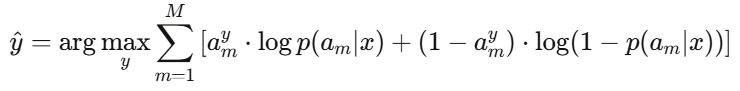 ŷ = arg max_y ∑_{m=1}^{M} [a_m^y · log p(a_m|x) + (1 − a_m^y) · log(1 − p(a_m|x))]